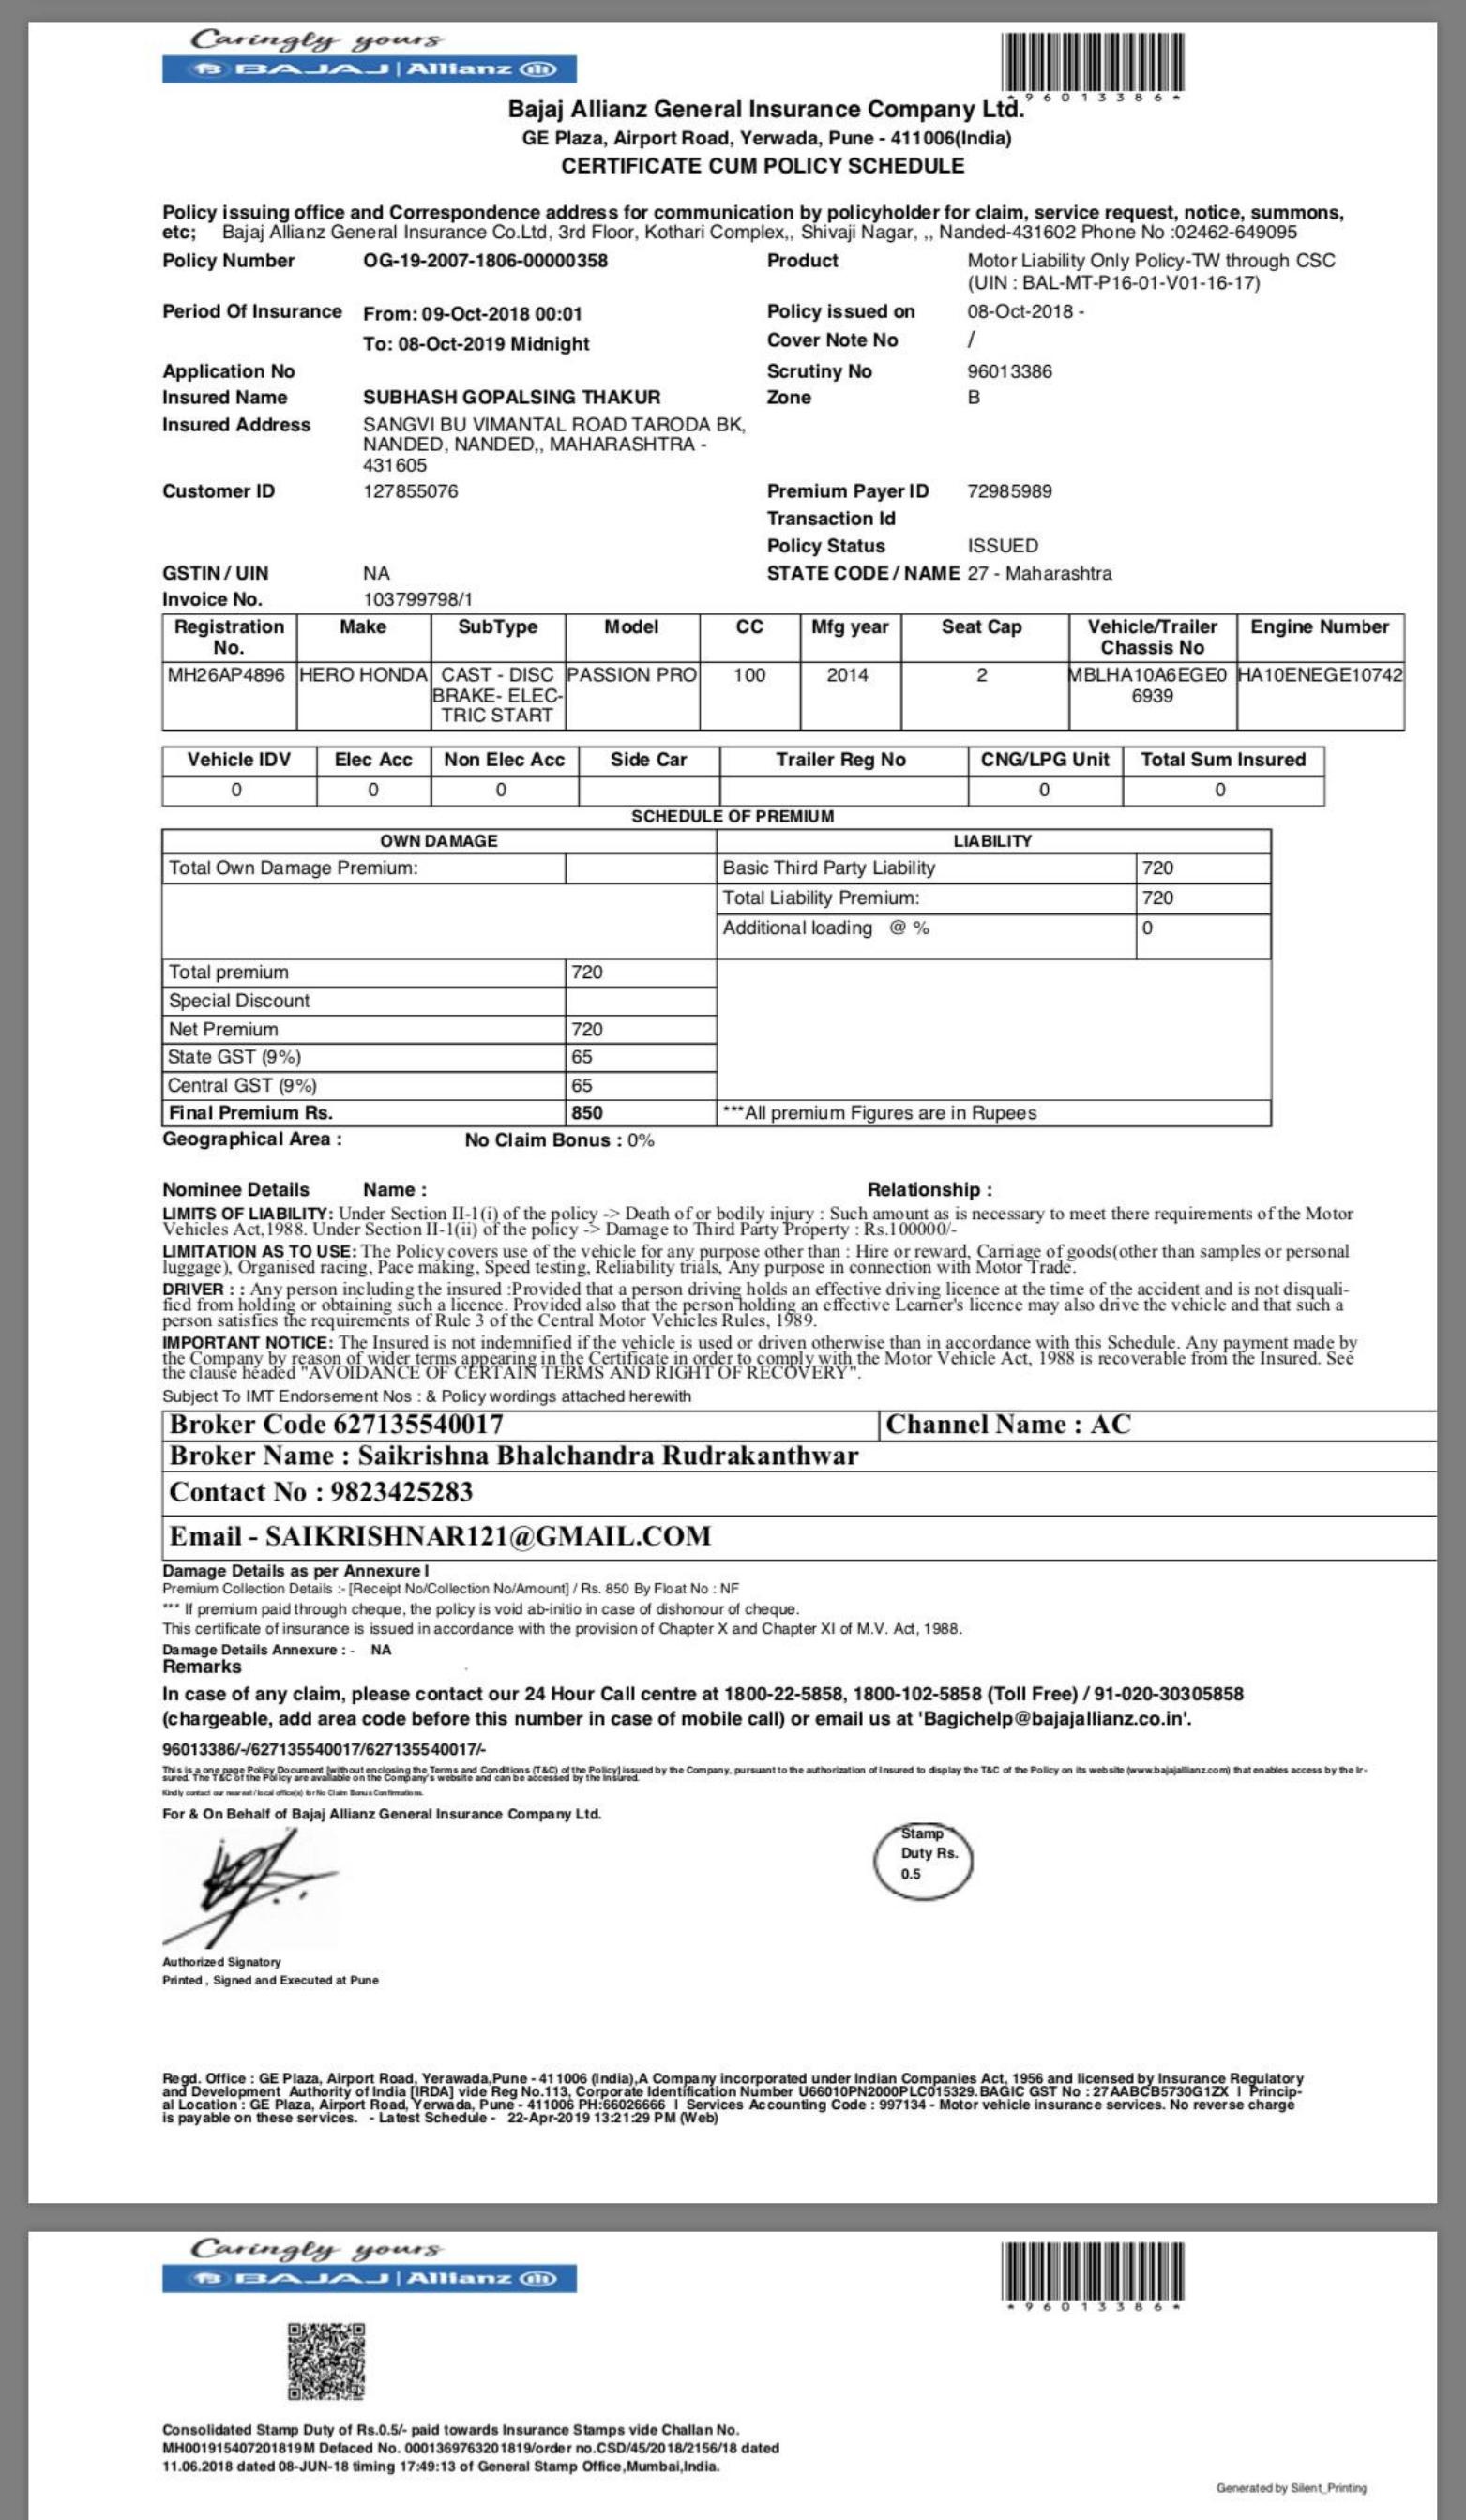 Caringly yours
BAJAJ | Allianz
*96013386*
Bajaj Allianz General Insurance Company Ltd.
GE Plaza, Airport Road, Yerwada, Pune - 411006(India)
CERTIFICATE CUM POLICY SCHEDULE
Policy issuing office and Correspondence address for communication by policyholder for claim, service request, notice, summons,
etc; Bajaj Allianz General Insurance Co.Ltd, 3rd Floor, Kothari Complex,, Shivaji Nagar, ,, Nanded-431602 Phone No :02462-649095
Policy Number OG-19-2007-1806-00000358 Product Motor Liability Only Policy-TW through CSC
(UIN : BAL-MT-P16-01-V01-16-17)
Period Of Insurance From: 09-Oct-2018 00:01 Policy issued on 08-Oct-2018 -
To: 08-Oct-2019 Midnight Cover Note No /
Application No Scrutiny No 96013386
Insured Name SUBHASH GOPALSING THAKUR Zone B
Insured Address SANGVI BU VIMANTAL ROAD TARODA BK,
NANDED, NANDED,, MAHARASHTRA -
431605
Customer ID 127855076 Premium Payer ID 72985989
Transaction Id
Policy Status ISSUED
GSTIN / UIN NA STATE CODE / NAME 27 - Maharashtra
Invoice No. 103799798/1
Registration Make SubType Model CC Mfg year Seat Cap Vehicle/Trailer Engine Number
No. Chassis No
MH26AP4896 HERO HONDA CAST - DISC PASSION PRO 100 2014 2 MBLHA10A6EGE0 HA10ENEGE10742
BRAKE- ELEC- 6939
TRIC START
Vehicle IDV Elec Acc Non Elec Acc Side Car Trailer Reg No CNG/LPG Unit Total Sum Insured
0 0 0 0 0
SCHEDULE OF PREMIUM
OWN DAMAGE LIABILITY
Total Own Damage Premium: Basic Third Party Liability 720
Total Liability Premium: 720
Additional loading @ % 0
Total premium 720
Special Discount
Net Premium 720
State GST (9%) 65
Central GST (9%) 65
Final Premium Rs. 850 ***All premium Figures are in Rupees
Geographical Area : No Claim Bonus : 0%
Nominee Details Name : Relationship :
LIMITS OF LIABILITY: Under Section II-1(i) of the policy -> Death of or bodily injury : Such amount as is necessary to meet there requirements of the Motor
Vehicles Act,1988. Under Section II-1(ii) of the policy -> Damage to Third Party Property : Rs.100000/-
LIMITATION AS TO USE: The Policy covers use of the vehicle for any purpose other than : Hire or reward, Carriage of goods(other than samples or personal
luggage), Organised racing, Pace making, Speed testing, Reliability trials, Any purpose in connection with Motor Trade.
DRIVER : : Any person including the insured :Provided that a person driving holds an effective driving licence at the time of the accident and is not disquali-
fied from holding or obtaining such a licence. Provided also that the person holding an effective Learner's licence may also drive the vehicle and that such a
person satisfies the requirements of Rule 3 of the Central Motor Vehicles Rules, 1989.
IMPORTANT NOTICE: The Insured is not indemnified if the vehicle is used or driven otherwise than in accordance with this Schedule. Any payment made by
the Company by reason of wider terms appearing in the Certificate in order to comply with the Motor Vehicle Act, 1988 is recoverable from the Insured. See
the clause headed "AVOIDANCE OF CERTAIN TERMS AND RIGHT OF RECOVERY".
Subject To IMT Endorsement Nos : & Policy wordings attached herewith
Broker Code 627135540017 Channel Name : AC
Broker Name : Saikrishna Bhalchandra Rudrakanthwar
Contact No : 9823425283
Email - SAIKRISHNAR121@GMAIL.COM
Damage Details as per Annexure I
Premium Collection Details :- [Receipt No/Collection No/Amount] / Rs. 850 By Float No : NF
*** If premium paid through cheque, the policy is void ab-initio in case of dishonour of cheque.
This certificate of insurance is issued in accordance with the provision of Chapter X and Chapter XI of M.V. Act, 1988.
Damage Details Annexure : - NA
Remarks
In case of any claim, please contact our 24 Hour Call centre at 1800-22-5858, 1800-102-5858 (Toll Free) / 91-020-30305858
(chargeable, add area code before this number in case of mobile call) or email us at 'Bagichelp@bajajallianz.co.in'.
96013386/-/627135540017/627135540017/-
This is a one page Policy Document [without enclosing the Terms and Conditions (T&C) of the Policy] issued by the Company, pursuant to the authorization of Insured to display the T&C of the Policy on its website (www.bajajallianz.com) that enables access by the In-
sured. The T&C of the Policy are available on the Company's website and can be accessed by the Insured.
Kindly contact our nearest / local office(s) for No Claim Bonus Confirmations.
For & On Behalf of Bajaj Allianz General Insurance Company Ltd.
Stamp
Duty Rs.
0.5
Authorized Signatory
Printed , Signed and Executed at Pune
Regd. Office : GE Plaza, Airport Road, Yerawada,Pune - 411006 (India),A Company incorporated under Indian Companies Act, 1956 and licensed by Insurance Regulatory
and Development Authority of India [IRDA] vide Reg No.113, Corporate Identification Number U66010PN2000PLC015329.BAGIC GST No : 27AABCB5730G1ZX | Princip-
al Location : GE Plaza, Airport Road, Yerwada, Pune - 411006 PH:66026666 | Services Accounting Code : 997134 - Motor vehicle insurance services. No reverse charge
is payable on these services. - Latest Schedule - 22-Apr-2019 13:21:29 PM (Web)
Caringly yours
BAJAJ | Allianz
*96013386*
Consolidated Stamp Duty of Rs.0.5/- paid towards Insurance Stamps vide Challan No.
MH001915407201819M Defaced No. 0001369763201819/order no.CSD/45/2018/2156/18 dated
11.06.2018 dated 08-JUN-18 timing 17:49:13 of General Stamp Office,Mumbai,India.
Generated by Silent_Printing